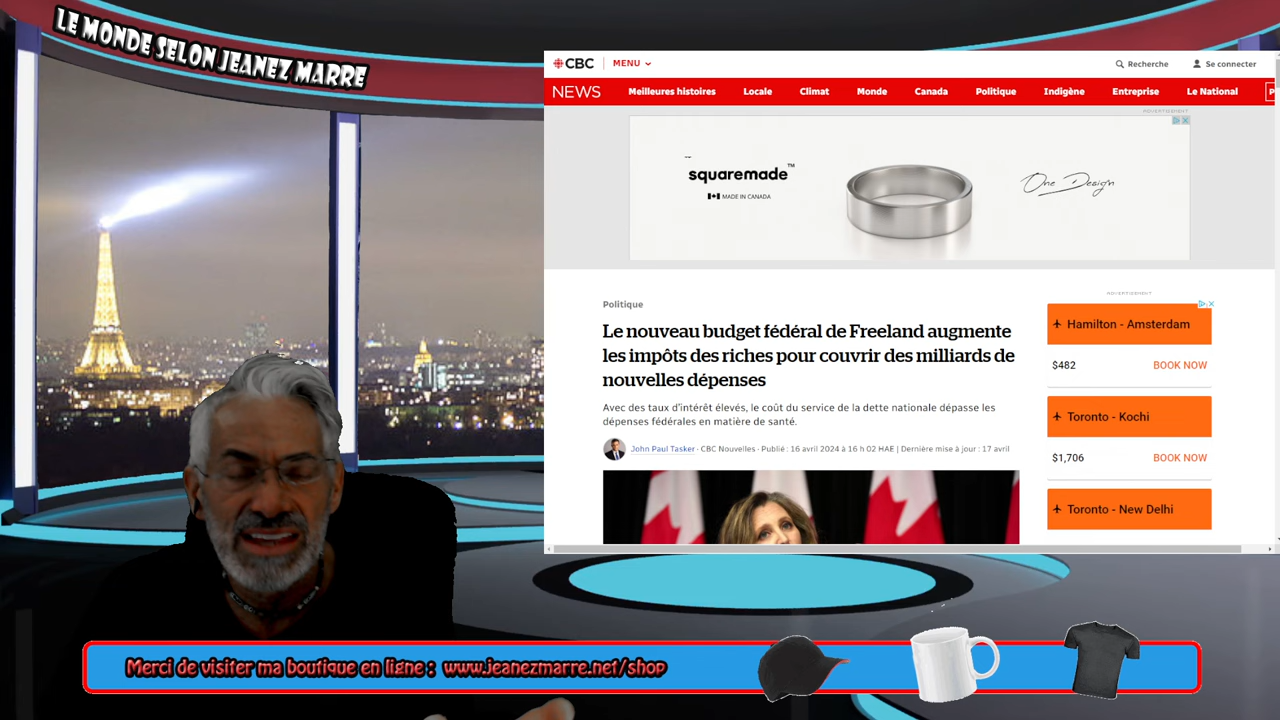 LE MONDE SELON JEANEZ MARRE
CBC
MENU
Recherche
Se connecter
NEWS
Meilleures histoires
Locale
Climat
Monde
Canada
Politique
Indigène
Entreprise
Le National
ADVERTISEMENT
squaremade™
MADE IN CANADA
One Design
Politique
Le nouveau budget fédéral de Freeland augmente
les impôts des riches pour couvrir des milliards de
nouvelles dépenses
Avec des taux d'intérêt élevés, le coût du service de la dette nationale dépasse les
dépenses fédérales en matière de santé.
John Paul Tasker · CBC Nouvelles · Publié : 16 avril 2024 à 16 h 02 HAE | Dernière mise à jour : 17 avril
ADVERTISEMENT
Hamilton - Amsterdam
$482 BOOK NOW
Toronto - Kochi
$1,706 BOOK NOW
Toronto - New Delhi
Merci de visiter ma boutique en ligne : www.jeanezmarre.net/shop